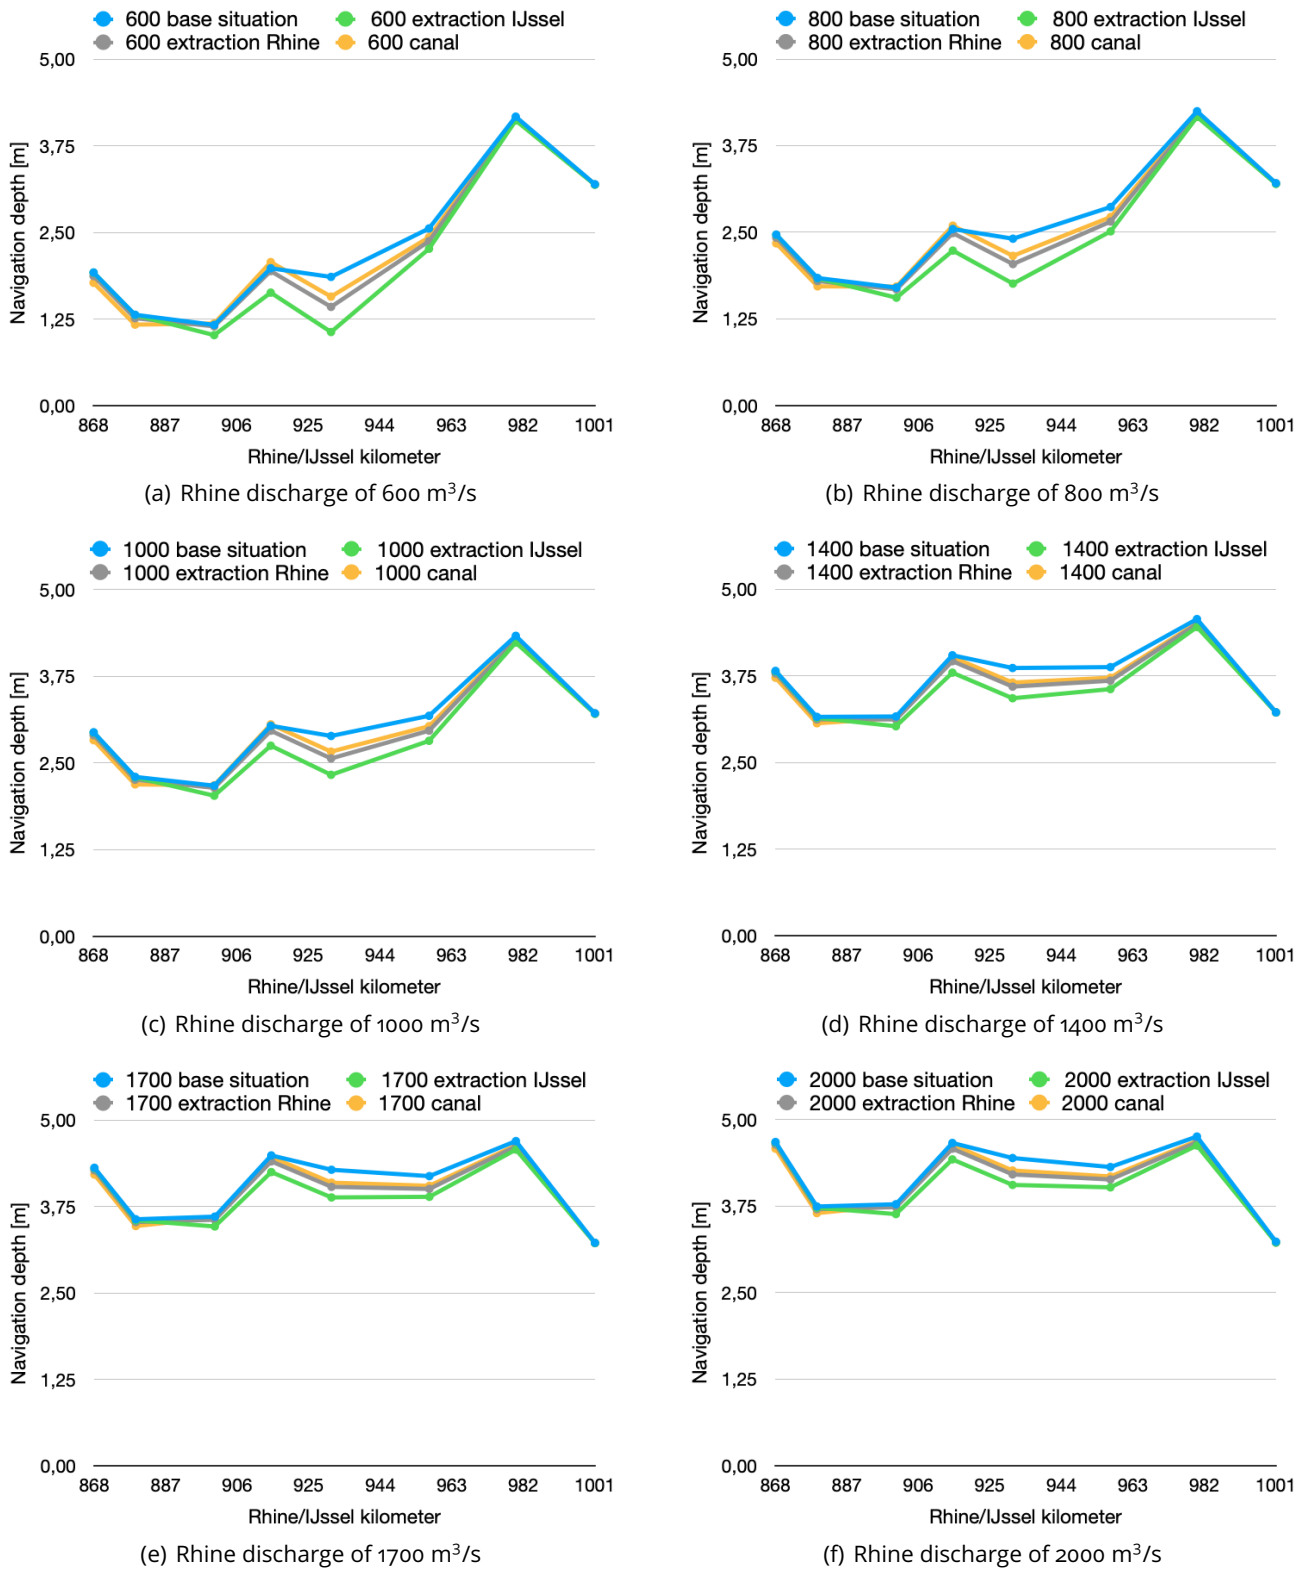 600 base situation 600 extraction IJssel
600 extraction Rhine 600 canal
5,00
3,75
2,50
1,25
0,00
Navigation depth [m]
868 887 906 925 944 963 982 1001
Rhine/IJssel kilometer
(a) Rhine discharge of 600 m³/s
800 base situation 800 extraction IJssel
800 extraction Rhine 800 canal
5,00
3,75
2,50
1,25
0,00
Navigation depth [m]
868 887 906 925 944 963 982 1001
Rhine/IJssel kilometer
(b) Rhine discharge of 800 m³/s
1000 base situation 1000 extraction IJssel
1000 extraction Rhine 1000 canal
5,00
3,75
2,50
1,25
0,00
Navigation depth [m]
868 887 906 925 944 963 982 1001
Rhine/IJssel kilometer
(c) Rhine discharge of 1000 m³/s
1400 base situation 1400 extraction IJssel
1400 extraction Rhine 1400 canal
5,00
3,75
2,50
1,25
0,00
Navigation depth [m]
868 887 906 925 944 963 982 1001
Rhine/IJssel kilometer
(d) Rhine discharge of 1400 m³/s
1700 base situation 1700 extraction IJssel
1700 extraction Rhine 1700 canal
5,00
3,75
2,50
1,25
0,00
Navigation depth [m]
868 887 906 925 944 963 982 1001
Rhine/IJssel kilometer
(e) Rhine discharge of 1700 m³/s
2000 base situation 2000 extraction IJssel
2000 extraction Rhine 2000 canal
5,00
3,75
2,50
1,25
0,00
Navigation depth [m]
868 887 906 925 944 963 982 1001
Rhine/IJssel kilometer
(f) Rhine discharge of 2000 m³/s